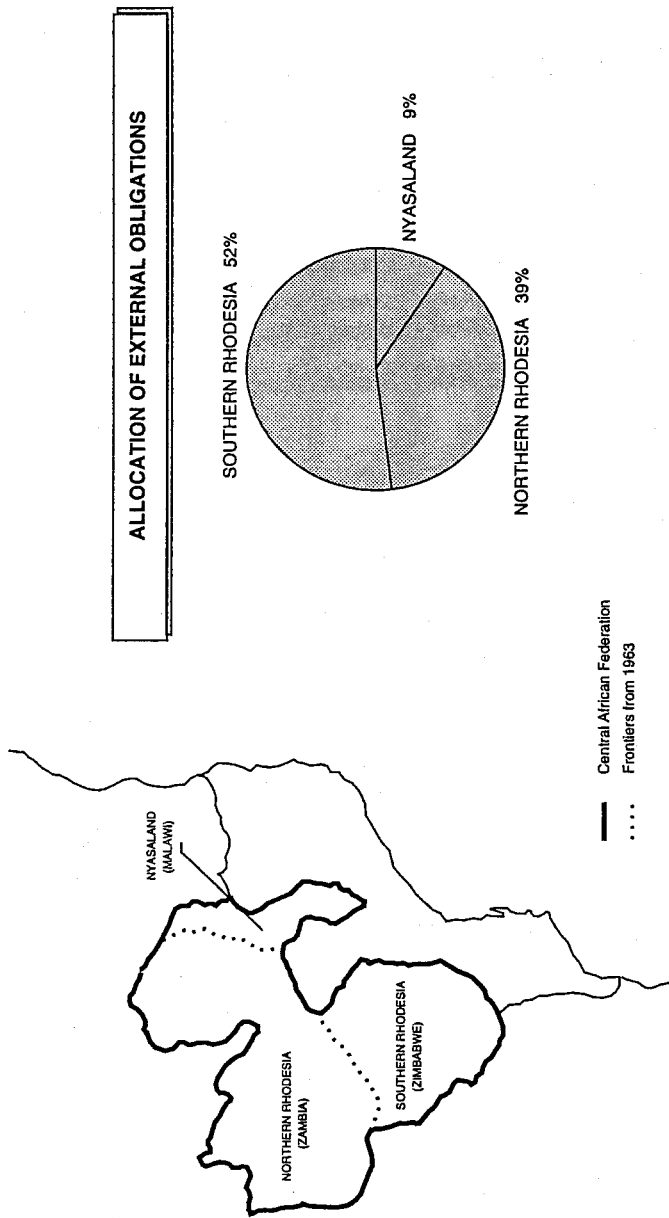 ALLOCATION OF EXTERNAL OBLIGATIONS
NYASALAND
(MALAWI)
NORTHERN RHODESIA
(ZAMBIA)
SOUTHERN RHODESIA
(ZIMBABWE)
SOUTHERN RHODESIA 52%
NYASALAND 9%
NORTHERN RHODESIA 39%
Central African Federation
Frontiers from 1963